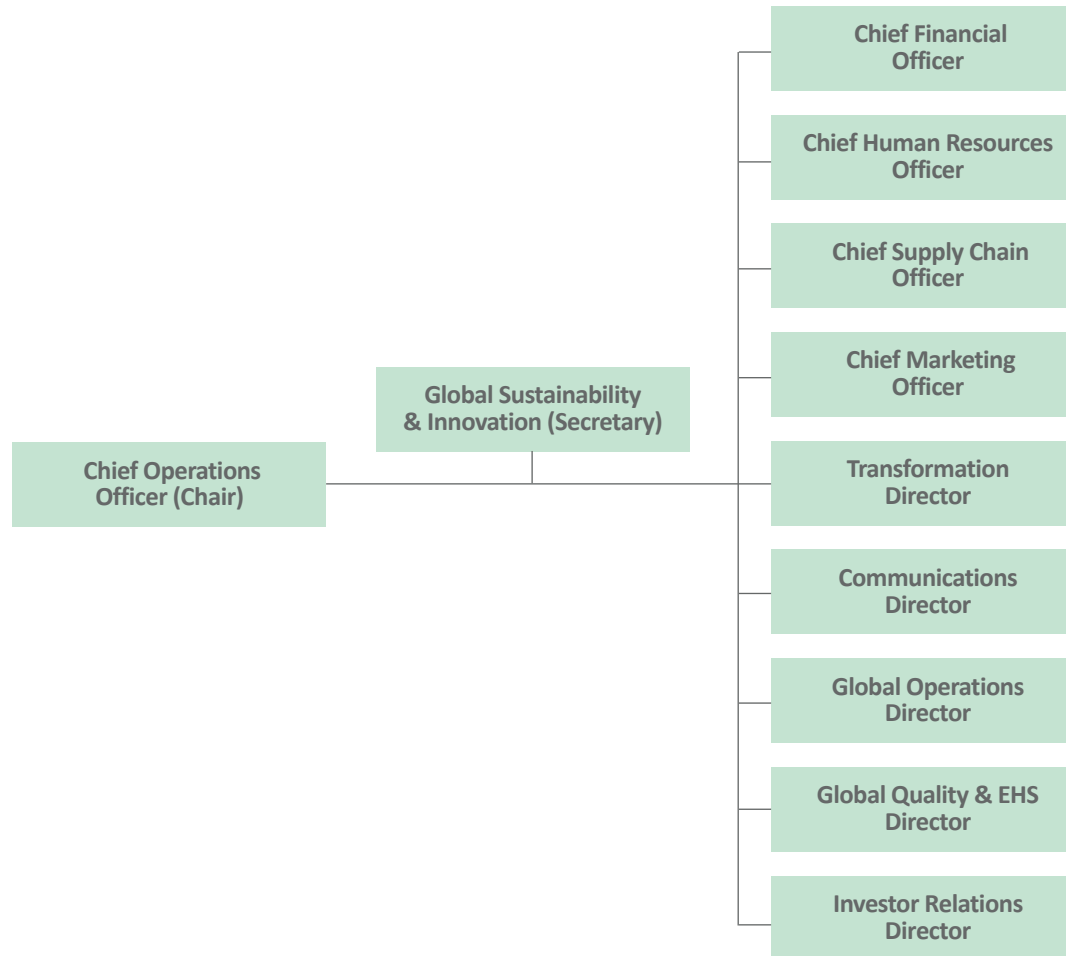 Chief Financial
Officer
Chief Human Resources
Officer
Chief Supply Chain
Officer
Chief Marketing
Officer
Global Sustainability
& Innovation (Secretary)
Chief Operations
Officer (Chair)
Transformation
Director
Communications
Director
Global Operations
Director
Global Quality & EHS
Director
Investor Relations
Director